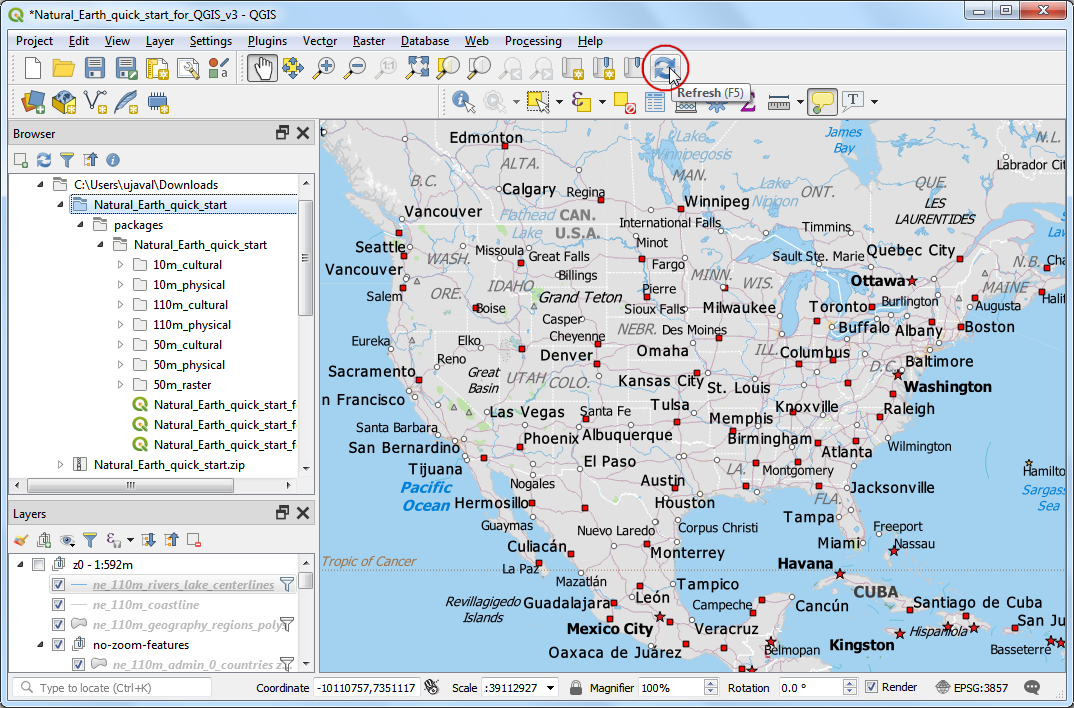 *Natural_Earth_quick_start_for_QGIS_v3 - QGIS
Project Edit View Layer Settings Plugins Vector Raster Database Web Processing Help
Refresh (F5)
Browser
C:\Users\ujaval\Downloads
Natural_Earth_quick_start
packages
Natural_Earth_quick_start
10m_cultural
10m_physical
110m_cultural
110m_physical
50m_cultural
50m_physical
50m_raster
Natural_Earth_quick_start_f
Natural_Earth_quick_start_f
Natural_Earth_quick_start_f
Natural_Earth_quick_start.zip
Layers
z0 - 1:592m
ne_110m_rivers_lake_centerlines
ne_110m_coastline
ne_110m_geography_regions_polys
no-zoom-features
ne_110m_admin_0_countries
Edmonton
Lake Winnipegosis
James Bay
N.L.
ALTA.
MAN.
Labrador Cit
B.C.
Calgary
Regina
Lake Nipigon
ONT.
QUE.
Winnipeg
LES LAURENTIDES
Vancouver
Flathead Lake
CAN.
U.S.A.
International Falls
Timmins
Seattle
WASH.
Missoula
Great Falls
Minot
Sault Ste. Marie
Quebec City
Vancouver
Billings
Fargo
MINN.
N.B.
Cha
Salem
ORE.
IDAHO
Grand Teton
Pierre
WIS.
Ottawa
MAINE
Boise
Casper
Sioux Falls
Milwaukee
Toronto
Burlington
Augusta
Halif
Eureka
Elko
Cheyenne
NEBR.
Des Moines
Buffalo
Albany
Boston
Reno
Denver
Omaha
ILL.
Columbus
D.C.
Baltimore
Sacramento
Great Basin
UTAH
COLO.
Kansas City
St. Louis
Washington
n Francisco
Las Vegas
Santa Fe
Tulsa
Knoxville
Raleigh
Santa Barbara
Memphis
San Bernardino
Phoenix
Albuquerque
Birmingham
Atlanta
Wilmington
Tijuana
El Paso
LA.
Montgomery
Hamilto
Pacific Ocean
Nogales
Austin
Jacksonville
Sargass Sea
Hermosillo
Houston
FLA.
Guaymas
Nuevo Laredo
Corpus Christi
Tampa
Freeport
Culiacán
Monterrey
Miami
Nassau
Tropic of Cancer
La Paz
Havana
Mazatlán
Tampico
CUBA
Revillagigedo Islands
Guadalajara
León
Campeche
Cancún
Santiago de Cuba
Mexico City
Veracruz
Hispaniola
San Ju
Oaxaca de Juárez
Belmopan
Kingston
Basseterre
Type to locate (Ctrl+K) Coordinate -10110757,7351117 Scale :39112927 Magnifier 100% Rotation 0.0 ° Render EPSG:3857